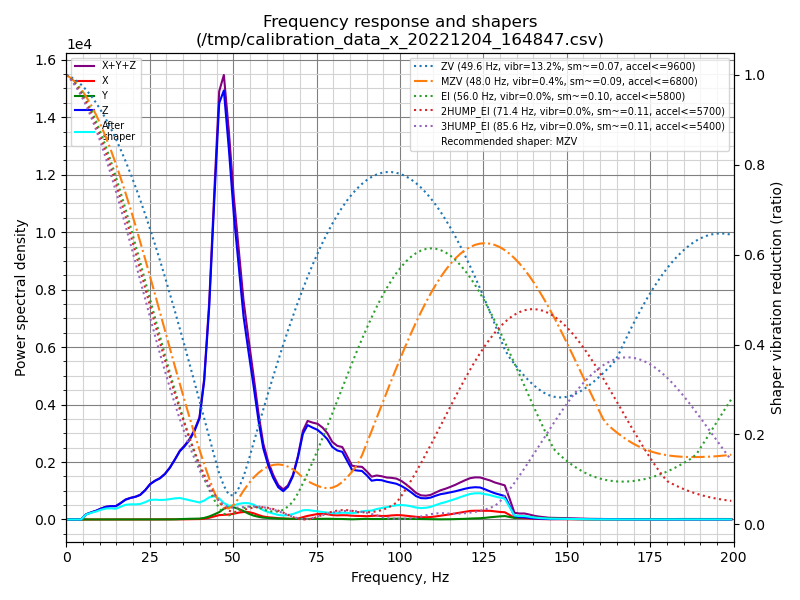 Frequency response and shapers
(/tmp/calibration_data_x_20221204_164847.csv)
1e4
X+Y+Z
X
Y
Z
After
shaper
ZV (49.6 Hz, vibr=13.2%, sm~=0.07, accel<=9600)
MZV (48.0 Hz, vibr=0.4%, sm~=0.09, accel<=6800)
EI (56.0 Hz, vibr=0.0%, sm~=0.10, accel<=5800)
2HUMP_EI (71.4 Hz, vibr=0.0%, sm~=0.11, accel<=5700)
3HUMP_EI (85.6 Hz, vibr=0.0%, sm~=0.11, accel<=5400)
Recommended shaper: MZV
Power spectral density
1.6
1.4
1.2
1.0
0.8
0.6
0.4
0.2
0.0
1.0
0.8
0.6
0.4
0.2
0.0
Shaper vibration reduction (ratio)
0 25 50 75 100 125 150 175 200
Frequency, Hz